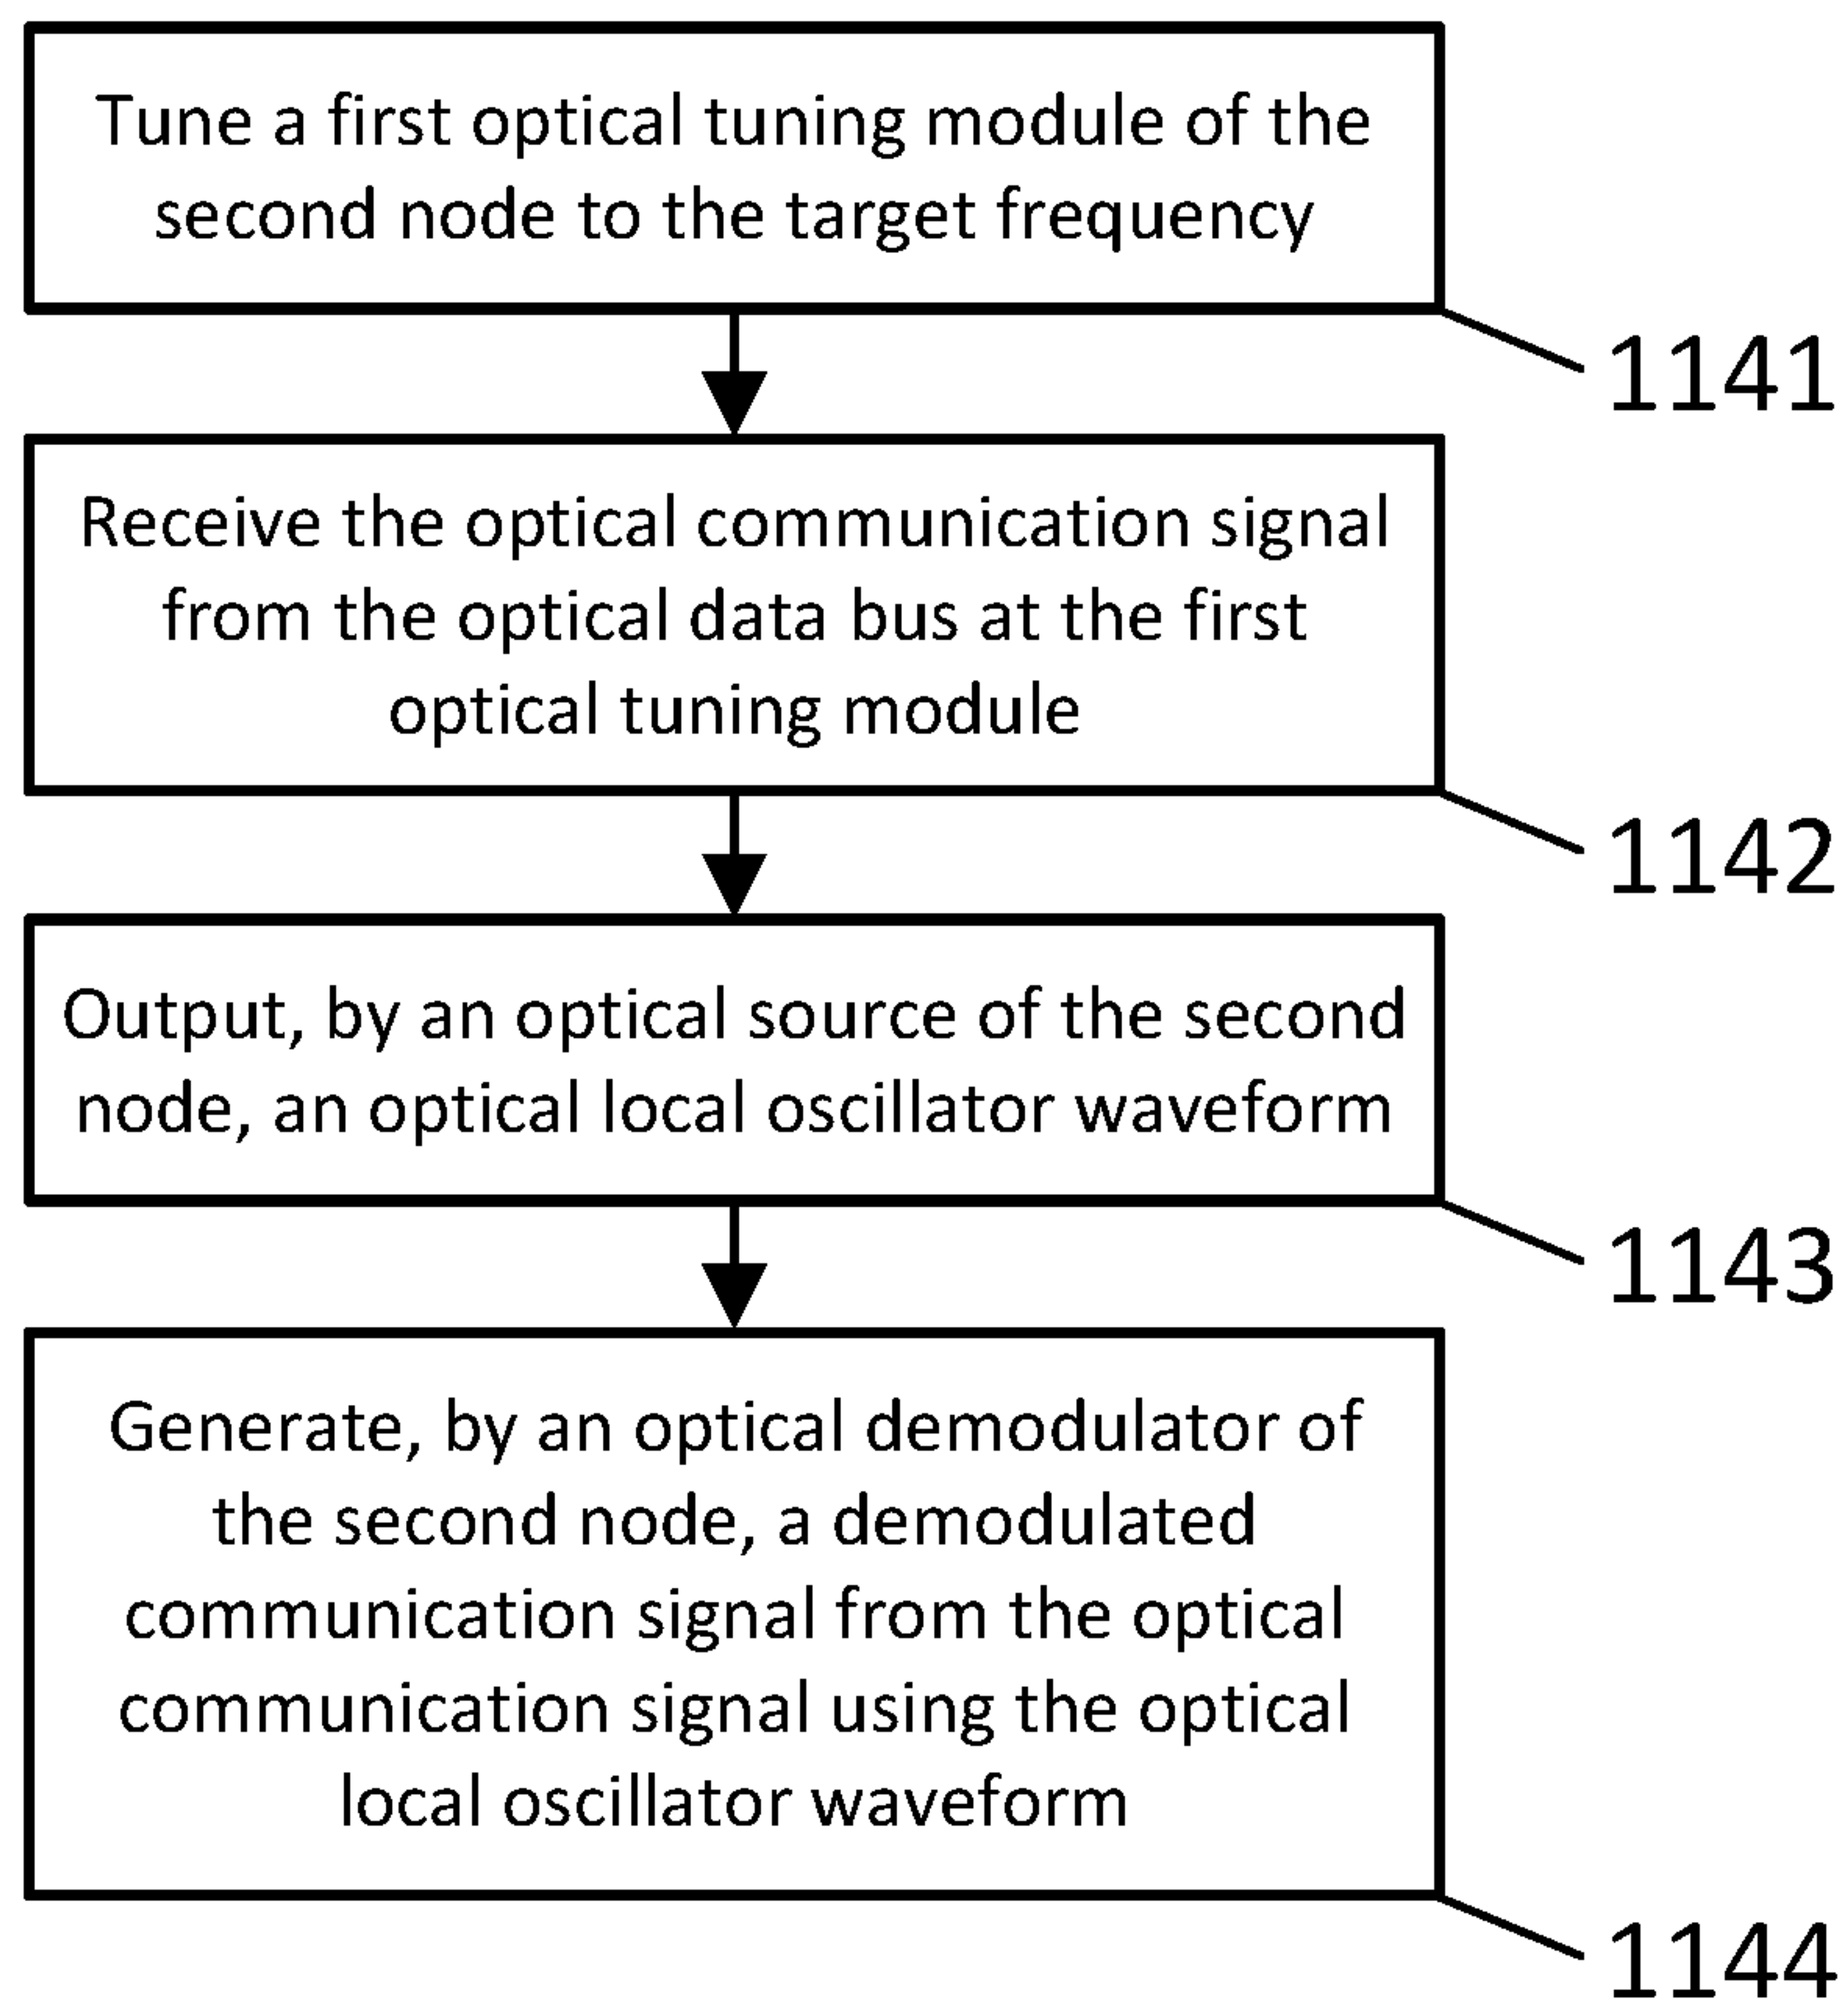 Tune a first optical tuning module of the
second node to the target frequency
1141
Receive the optical communication signal
from the optical data bus at the first
optical tuning module
1142
Output, by an optical source of the second
node, an optical local oscillator waveform
1143
Generate, by an optical demodulator of
the second node, a demodulated
communication signal from the optical
communication signal using the optical
local oscillator waveform
1144